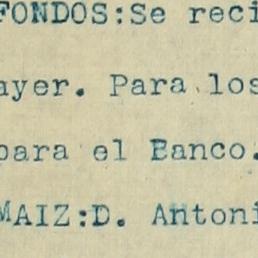 FONDOS:Se reci
ayer. Para los
para el Banco.
MAIZ:D. Antoni